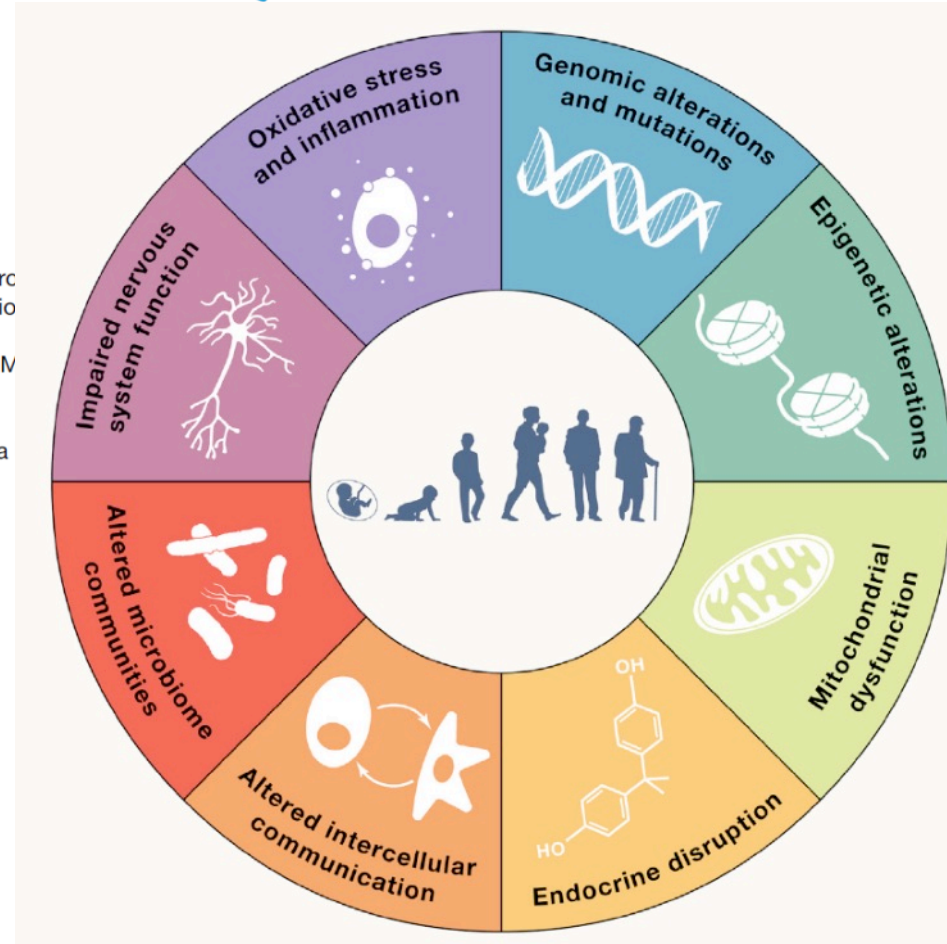 Oxidative stress
and inflammation
Genomic alterations
and mutations
Epigenetic alterations
Mitochondrial
dysfunction
OH
HO
Endocrine disruption
Altered intercellular
communication
Altered microbiome
communities
Impaired nervous
system function
M
a